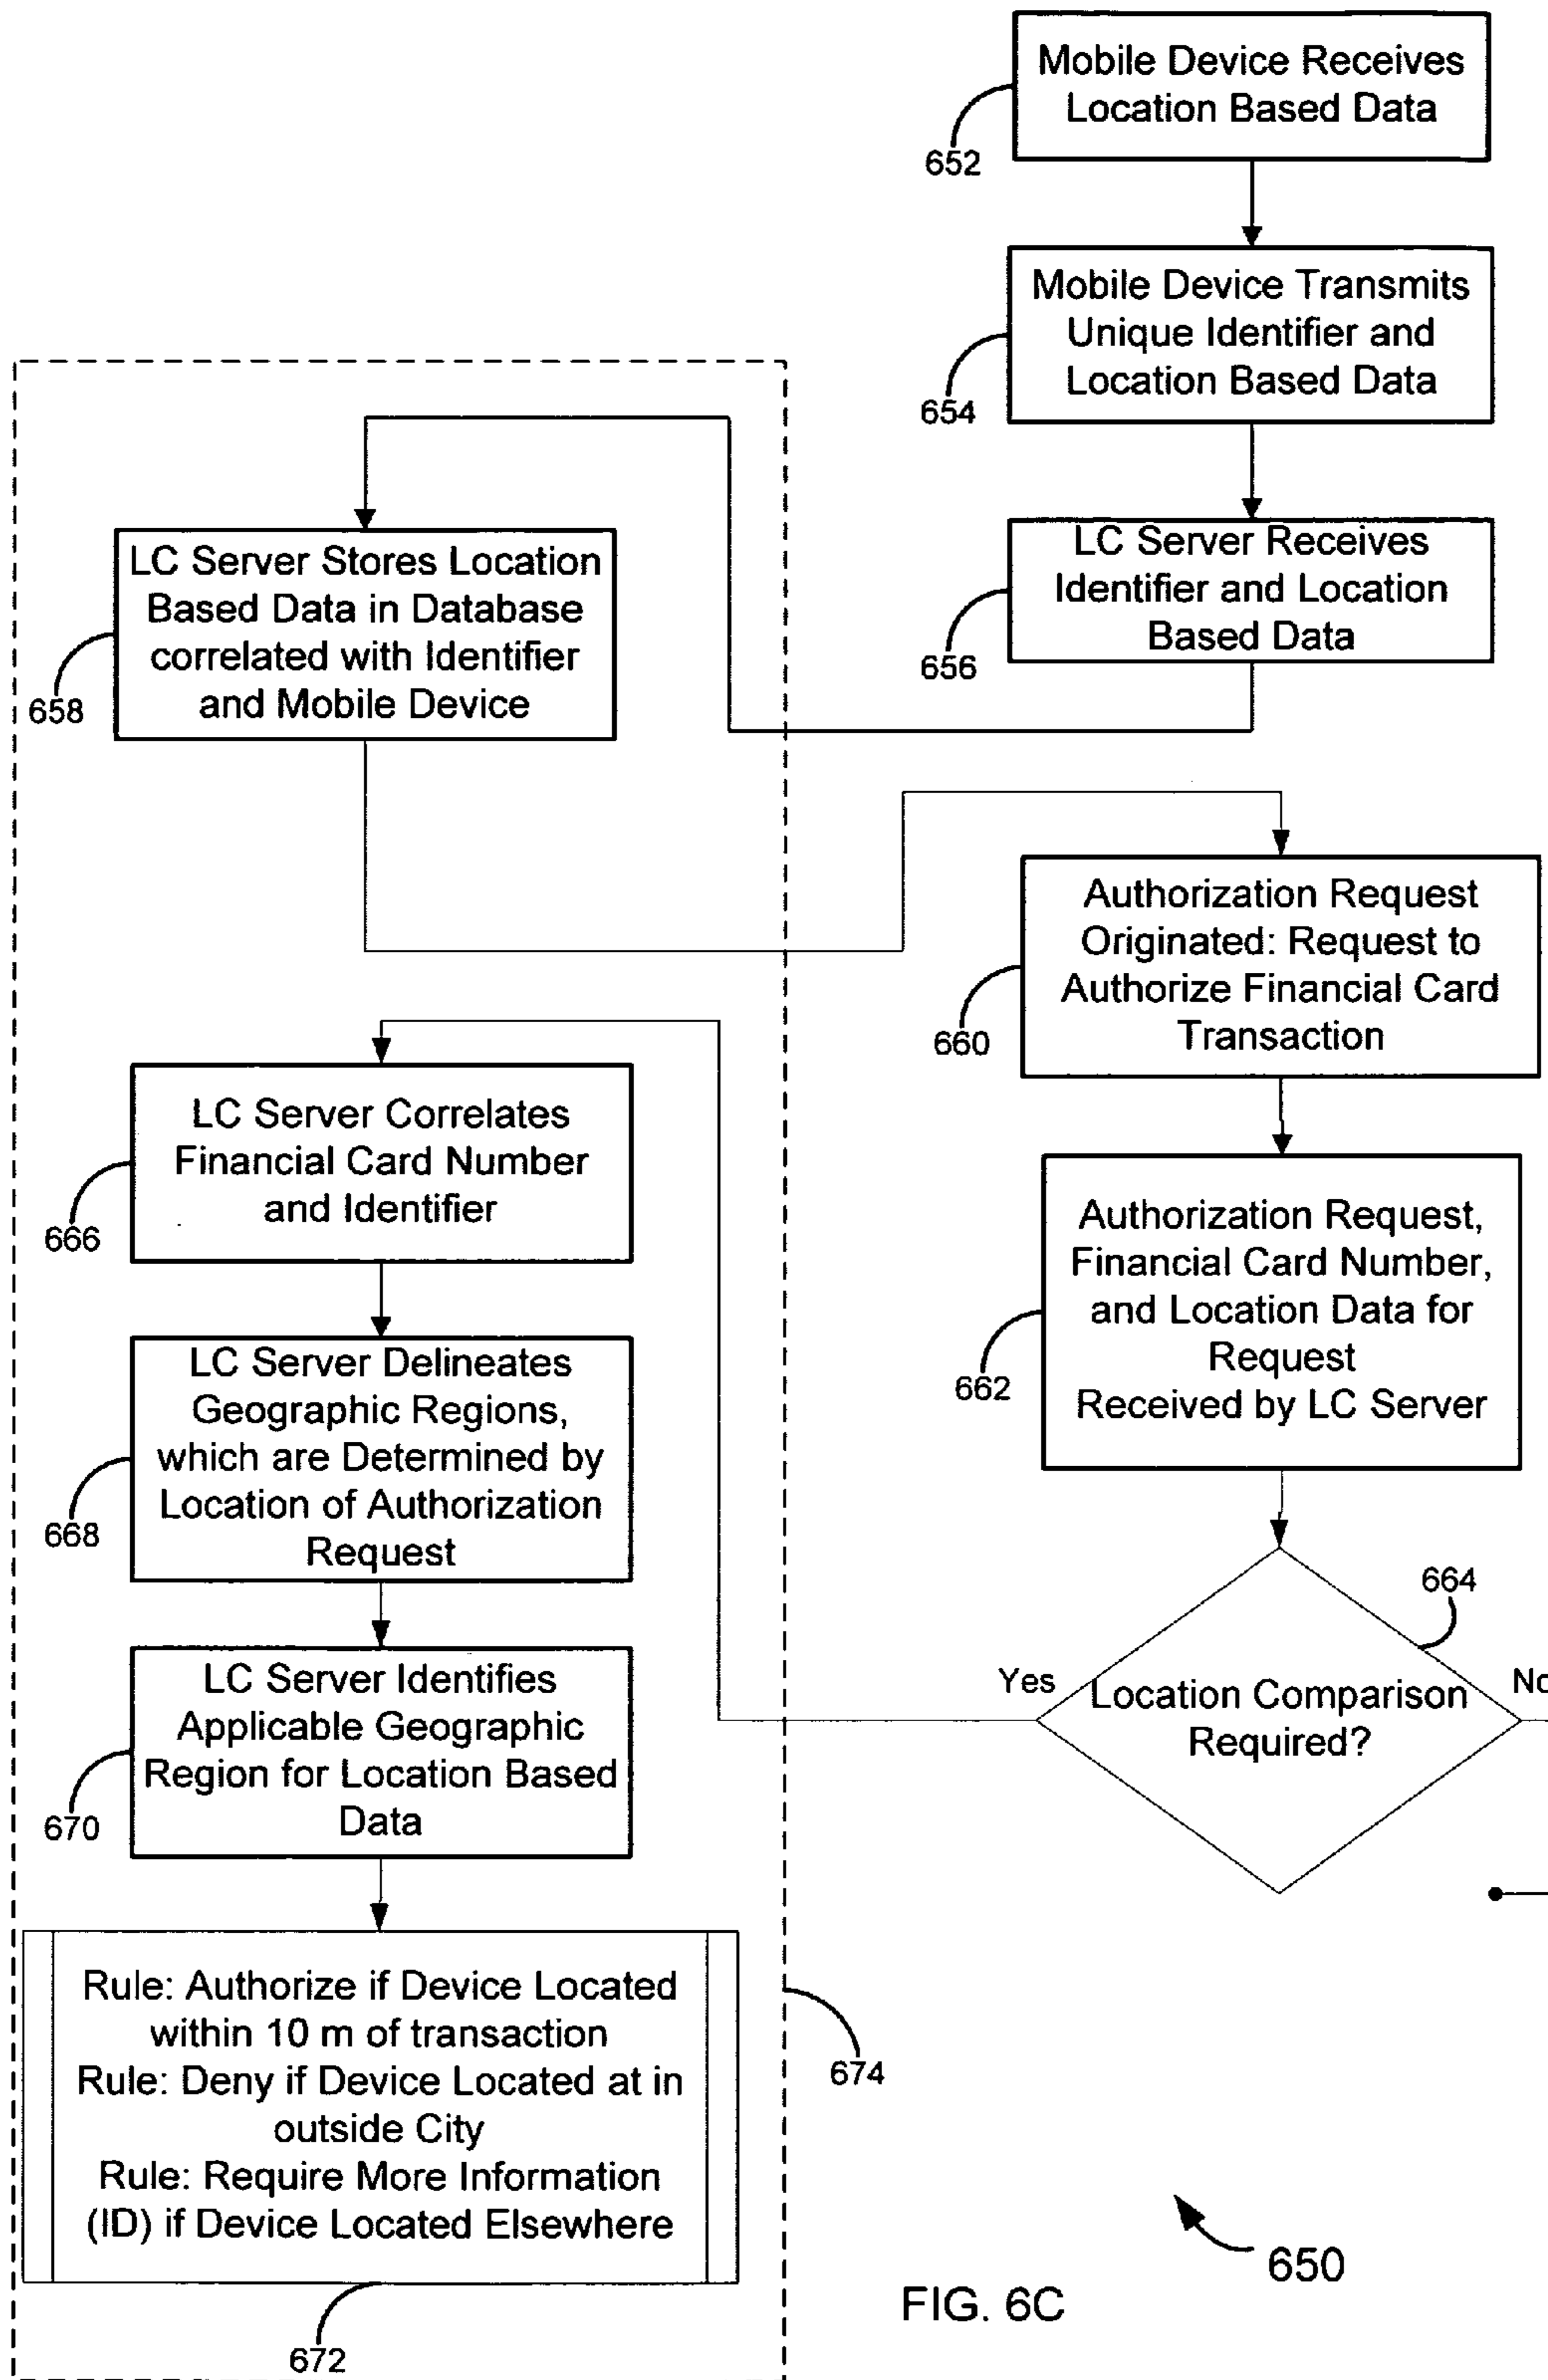 Mobile Device Receives
Location Based Data
652
Mobile Device Transmits
Unique Identifier and
Location Based Data
654
LC Server Receives
Identifier and Location
Based Data
656
LC Server Stores Location
Based Data in Database
correlated with Identifier
and Mobile Device
658
Authorization Request
Originated: Request to
Authorize Financial Card
Transaction
660
Authorization Request,
Financial Card Number,
and Location Data for
Request
Received by LC Server
662
664
Location Comparison
Required?
Yes
No
LC Server Correlates
Financial Card Number
and Identifier
666
LC Server Delineates
Geographic Regions,
which are Determined by
Location of Authorization
Request
668
LC Server Identifies
Applicable Geographic
Region for Location Based
Data
670
Rule: Authorize if Device Located
within 10 m of transaction
Rule: Deny if Device Located at in
outside City
Rule: Require More Information
(ID) if Device Located Elsewhere
672
674
650
FIG. 6C